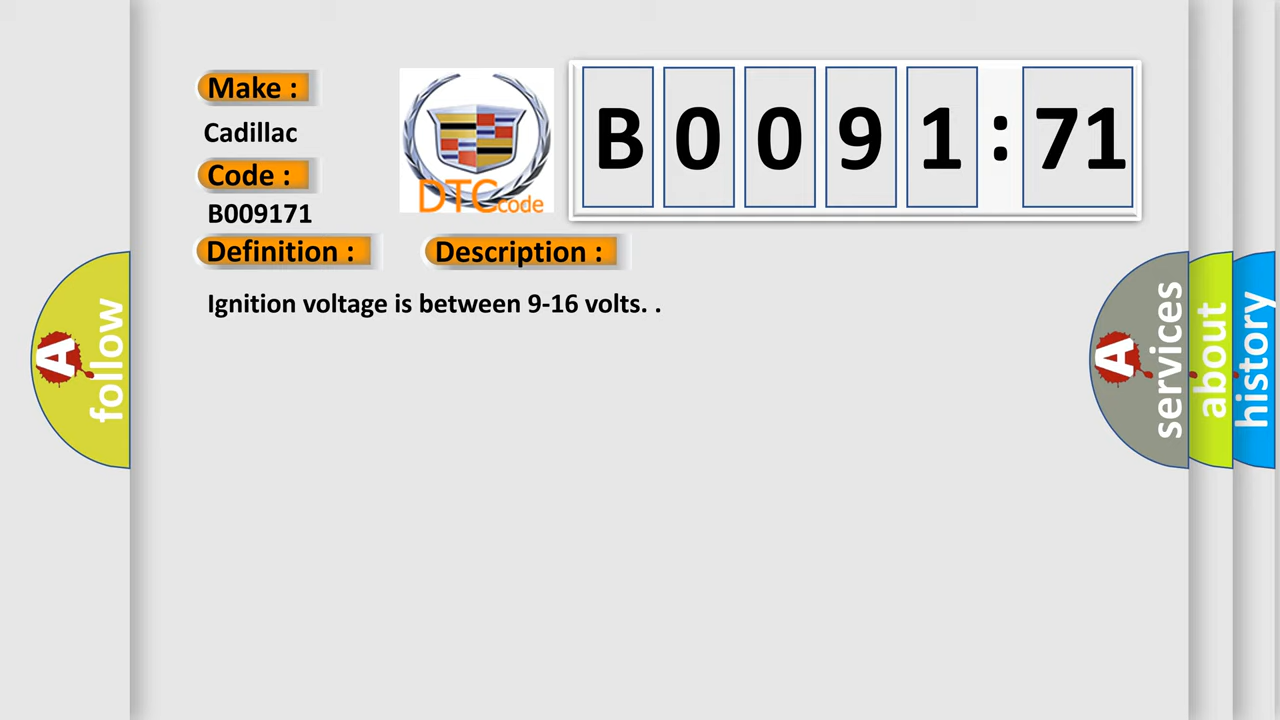 Make :
Cadillac
Code :
B009171
Definition :
Description :
Ignition voltage is between 9-16 volts. .
DTC code
B 0 0 9 1 : 71
A follow
A services
about
history